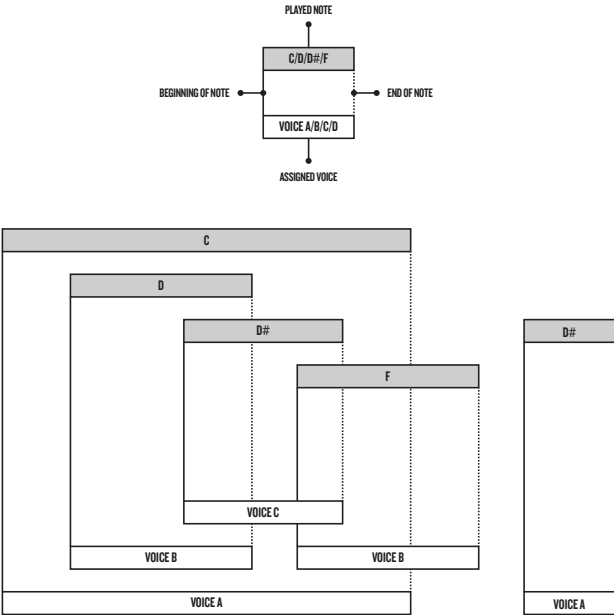 PLAYED NOTE
C/D/D#/F
BEGINNING OF NOTE
END OF NOTE
VOICE A/B/C/D
ASSIGNED VOICE
C
D
D#
D#
F
VOICE C
VOICE B
VOICE B
VOICE A
VOICE A